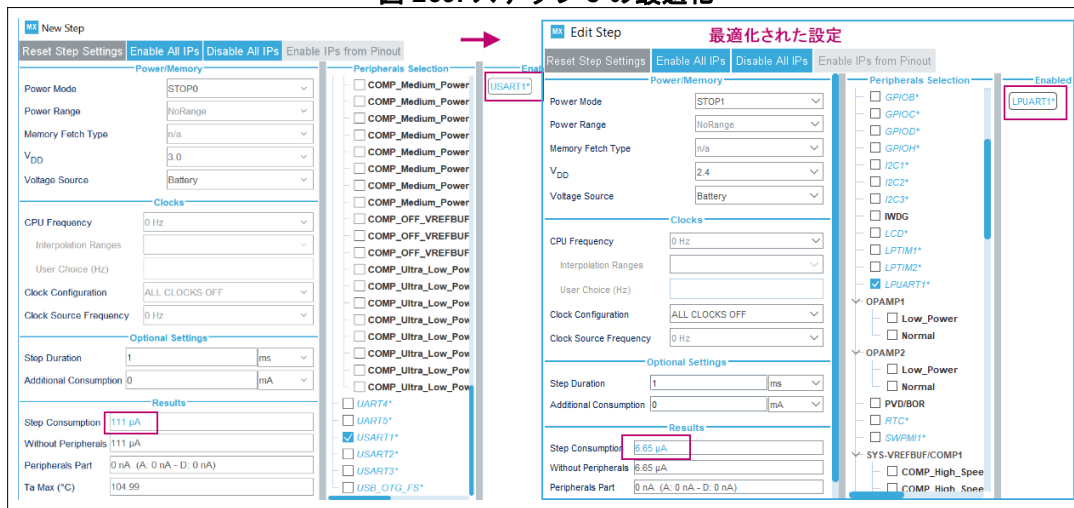 MX New Step
Reset Step Settings Enable All IPs Disable All IPs Enable IPs from Pinout
Power/Memory
Power Mode STOP0
Power Range NoRange
Memory Fetch Type n/a
VDD 3.0
Voltage Source Battery
Clocks
CPU Frequency 0 Hz
Interpolation Ranges
User Choice (Hz)
Clock Configuration ALL CLOCKS OFF
Clock Source Frequency 0 Hz
Optional Settings
Step Duration 1 ms
Additional Consumption 0 mA
Results
Step Consumption 111 µA
Without Peripherals 111 µA
Peripherals Part 0 nA (A: 0 nA - D: 0 nA)
Ta Max (°C) 104.99
Peripherals Selection
COMP_Medium_Power
COMP_Medium_Power
COMP_Medium_Power
COMP_Medium_Power
COMP_Medium_Power
COMP_Medium_Power
COMP_Medium_Power
COMP_Medium_Power
COMP_OFF_VREFBUF
COMP_OFF_VREFBUF
COMP_OFF_VREFBUF
COMP_Ultra_Low_Pow
COMP_Ultra_Low_Pow
COMP_Ultra_Low_Pow
COMP_Ultra_Low_Pow
COMP_Ultra_Low_Pow
COMP_Ultra_Low_Pow
COMP_Ultra_Low_Pow
COMP_Ultra_Low_Pow
UART4*
UART5*
USART1*
USART2*
USART3*
USB_OTG_FS*
Enab
USART1*
MX Edit Step
最適化された設定
Reset Step Settings Enable All IPs Disable All IPs Enable IPs from Pinout
Power/Memory
Power Mode STOP1
Power Range NoRange
Memory Fetch Type n/a
VDD 2.4
Voltage Source Battery
Clocks
CPU Frequency 0 Hz
Interpolation Ranges
User Choice (Hz)
Clock Configuration ALL CLOCKS OFF
Clock Source Frequency 0 Hz
Optional Settings
Step Duration 1 ms
Additional Consumption 0 mA
Results
Step Consumption 6.65 µA
Without Peripherals 6.65 µA
Peripherals Part 0 nA (A: 0 nA - D: 0 nA)
Peripherals Selection
GPIOB*
GPIOC*
GPIOD*
GPIOH*
I2C1*
I2C2*
I2C3*
IWDG
LCD*
LPTIM1*
LPTIM2*
LPUART1*
OPAMP1
Low_Power
Normal
OPAMP2
Low_Power
Normal
PVD/BOR
RTC*
SWPMI1*
SYS-VREFBUF/COMP1
COMP_High_Spee
COMP_High_Spee
Enabled
LPUART1*